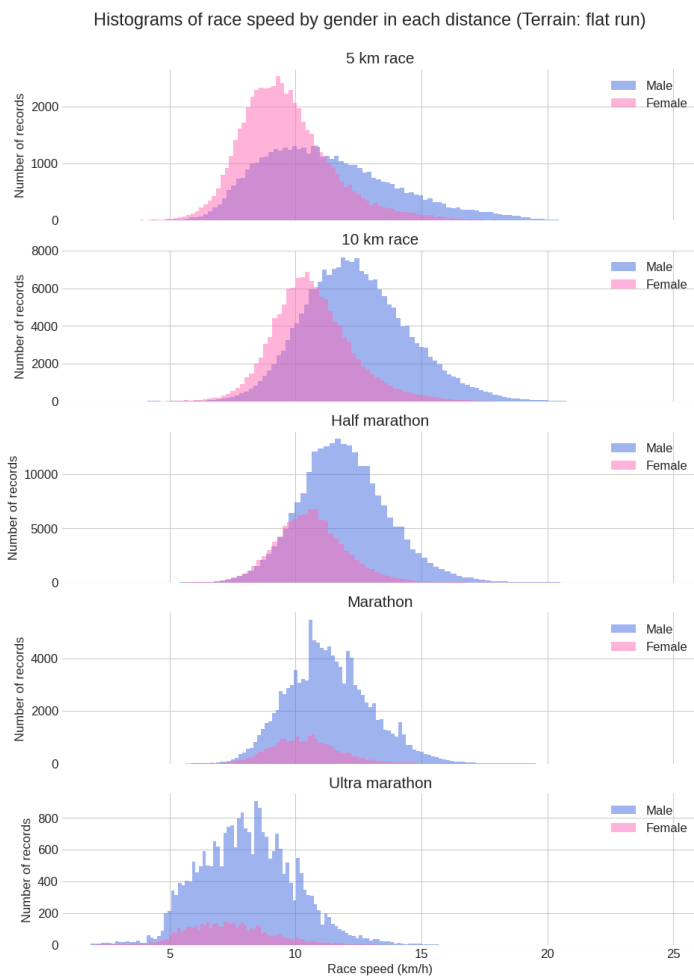 Histograms of race speed by gender in each distance (Terrain: flat run)
5 km race
Number of records
2000
1000
0
Male
Female
10 km race
Number of records
8000
6000
4000
2000
0
Male
Female
Half marathon
Number of records
10000
5000
0
Male
Female
Marathon
Number of records
4000
2000
0
Male
Female
Ultra marathon
Number of records
800
600
400
200
0
Male
Female
5 10 15 20 25
Race speed (km/h)